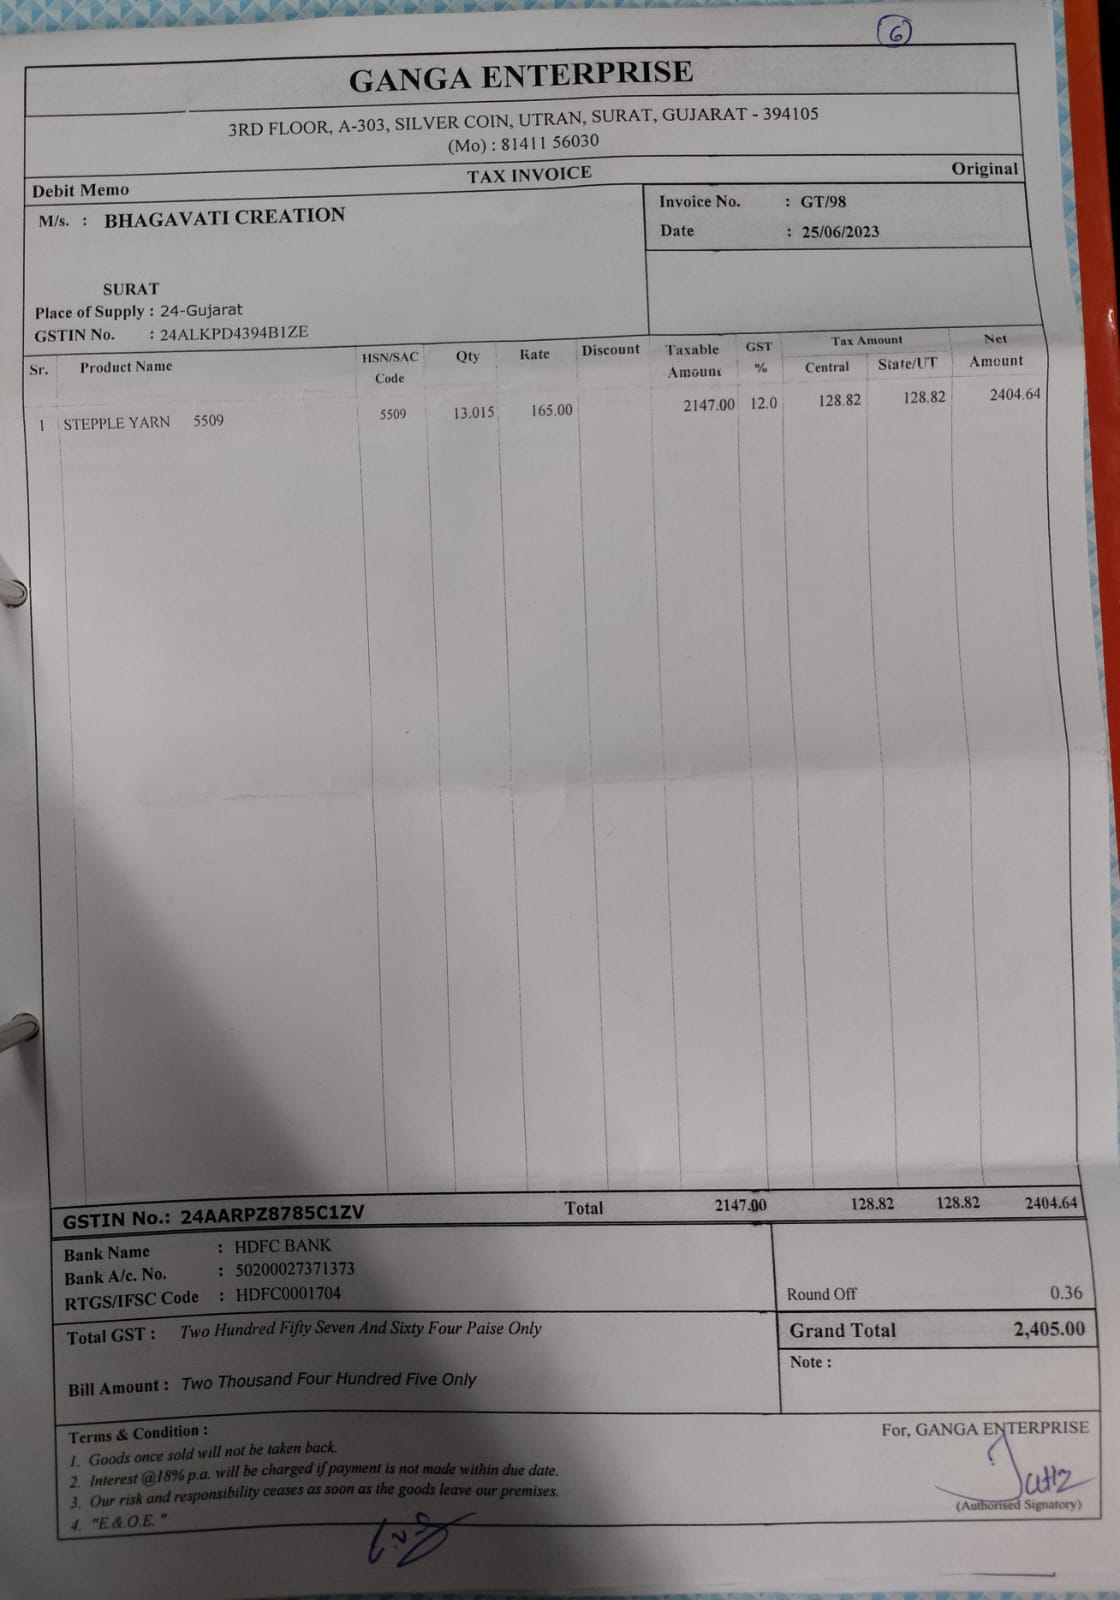 6
GANGA ENTERPRISE
3RD FLOOR, A-303, SILVER COIN, UTRAN, SURAT, GUJARAT - 394105
(Mo) : 81411 56030
Debit Memo TAX INVOICE Original
M/s. : BHAGAVATI CREATION
Invoice No. : GT/98
Date : 25/06/2023
SURAT
Place of Supply : 24-Gujarat
GSTIN No. : 24ALKPD4394B1ZE
Sr. Product Name HSN/SAC Code Qty Rate Discount Taxable Amount GST % Tax Amount Central State/UT Net Amount
1 STEPPLE YARN 5509 5509 13.015 165.00 2147.00 12.0 128.82 128.82 2404.64
GSTIN No.: 24AARPZ8785C1ZV Total 2147.00 128.82 128.82 2404.64
Bank Name : HDFC BANK
Bank A/c. No. : 50200027371373
RTGS/IFSC Code : HDFC0001704
Round Off 0.36
Total GST : Two Hundred Fifty Seven And Sixty Four Paise Only
Grand Total 2,405.00
Note :
Bill Amount : Two Thousand Four Hundred Five Only
Terms & Condition :
1. Goods once sold will not be taken back.
2. Interest @18% p.a. will be charged if payment is not made within due date.
3. Our risk and responsibility ceases as soon as the goods leave our premises.
4. "E.&.O.E. "
For, GANGA ENTERPRISE
(Authorised Signatory)